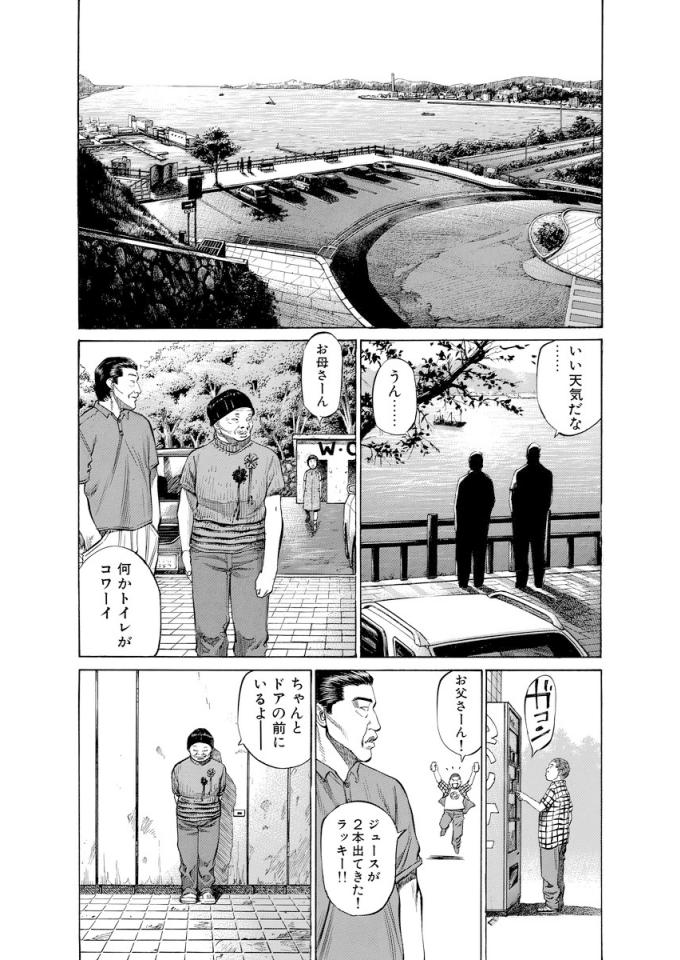 いい天気だな
……
うん……
お母さーん
W.C
何かトイレが
コワーイ
ガコン
お父さーん！
ジュースが
２本出てきた！
ラッキー！！
ちゃんと
ドアの前に
いるよ──